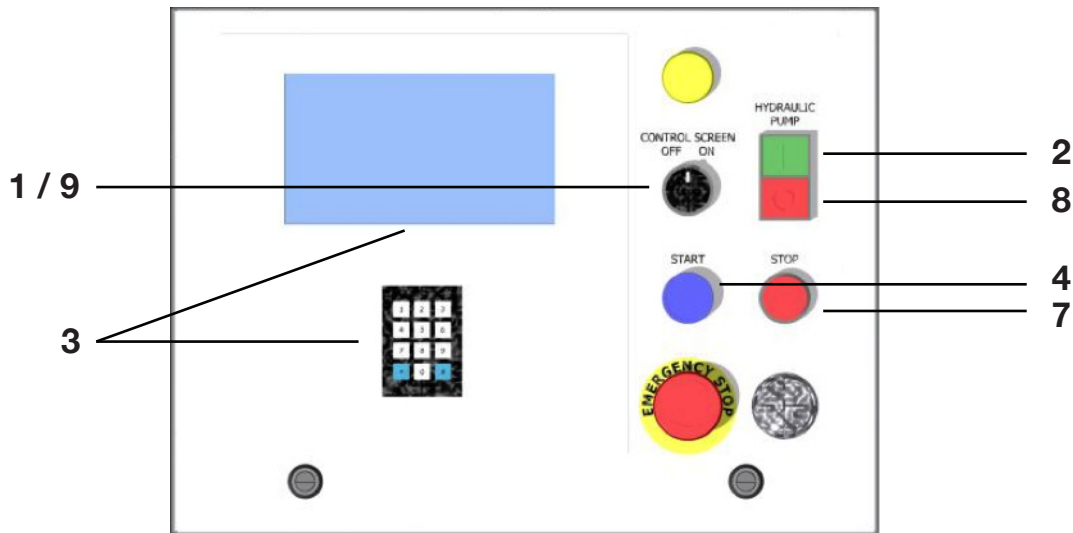 HYDRAULIC
PUMP
CONTROL SCREEN
OFF ON
2
1 / 9
8
START STOP
4
7
3
1 2 3
4 5 6
7 8 9
* 0 #
EMERGENCY STOP